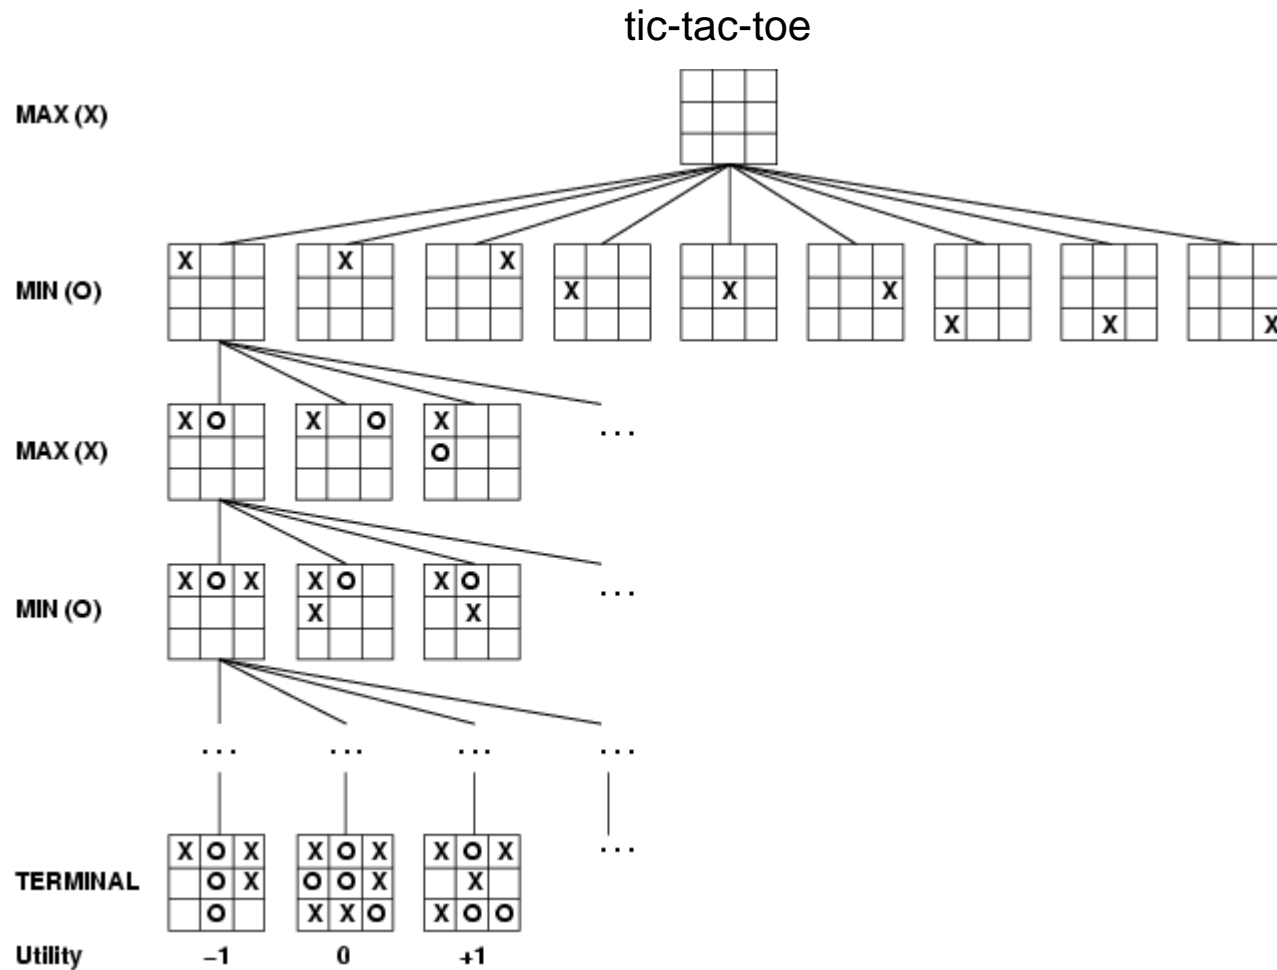 tic-tac-toe
MAX (X)
X X X
MIN (O) X X X
X X X
X O X O X
MAX (X) O ...
X O X X O X O ...
MIN (O) X X
... ... ... ...
X O X X O X X O X ...
TERMINAL O X O O X X
O X X O X O O
Utility −1 0 +1